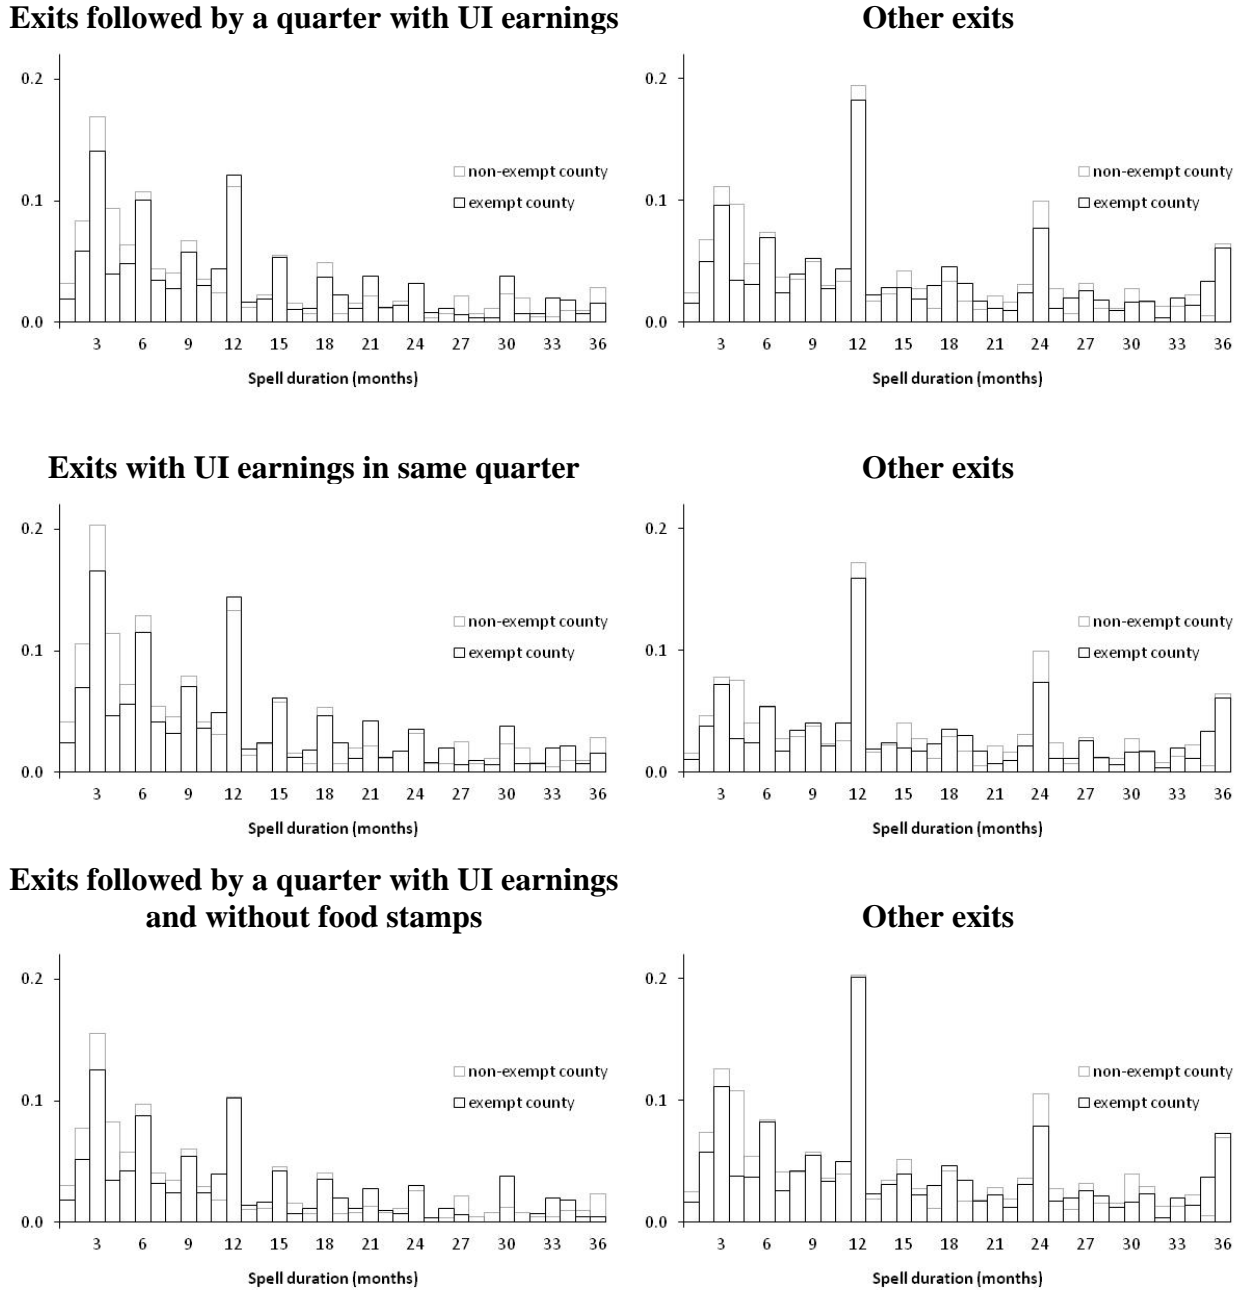 Exits followed by a quarter with UI earnings
Other exits
0.2
0.1
0.0
non-exempt county
exempt county
3 6 9 12 15 18 21 24 27 30 33 36
Spell duration (months)
0.2
0.1
0.0
non-exempt county
exempt county
3 6 9 12 15 18 21 24 27 30 33 36
Spell duration (months)
Exits with UI earnings in same quarter
Other exits
0.2
0.1
0.0
non-exempt county
exempt county
3 6 9 12 15 18 21 24 27 30 33 36
Spell duration (months)
0.2
0.1
0.0
non-exempt county
exempt county
3 6 9 12 15 18 21 24 27 30 33 36
Spell duration (months)
Exits followed by a quarter with UI earnings
and without food stamps
Other exits
0.2
0.1
0.0
non-exempt county
exempt county
3 6 9 12 15 18 21 24 27 30 33 36
Spell duration (months)
0.2
0.1
0.0
non-exempt county
exempt county
3 6 9 12 15 18 21 24 27 30 33 36
Spell duration (months)